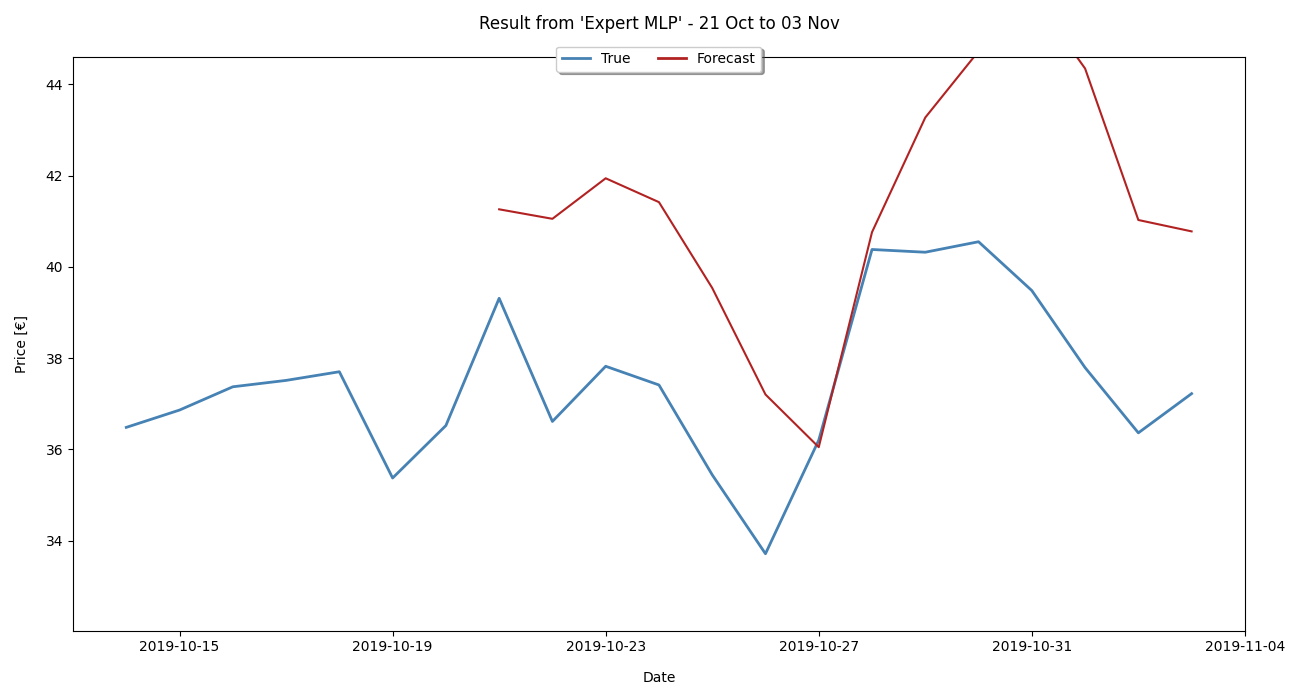 Result from 'Expert MLP' - 21 Oct to 03 Nov
True Forecast
44
42
40
38
36
34
Price [€]
2019-10-15 2019-10-19 2019-10-23 2019-10-27 2019-10-31 2019-11-04
Date